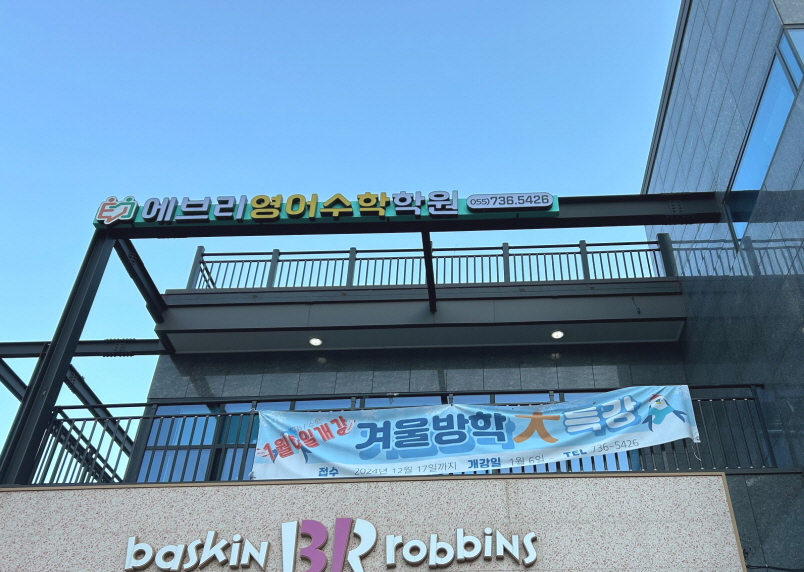 에브리영어수학학원 055)736.5426
1월6일개강 겨울방학 大 특강
접수 2024년 12월 17일까지 개강일 1월 6일 TEL 736-5426
baskin BR robbins